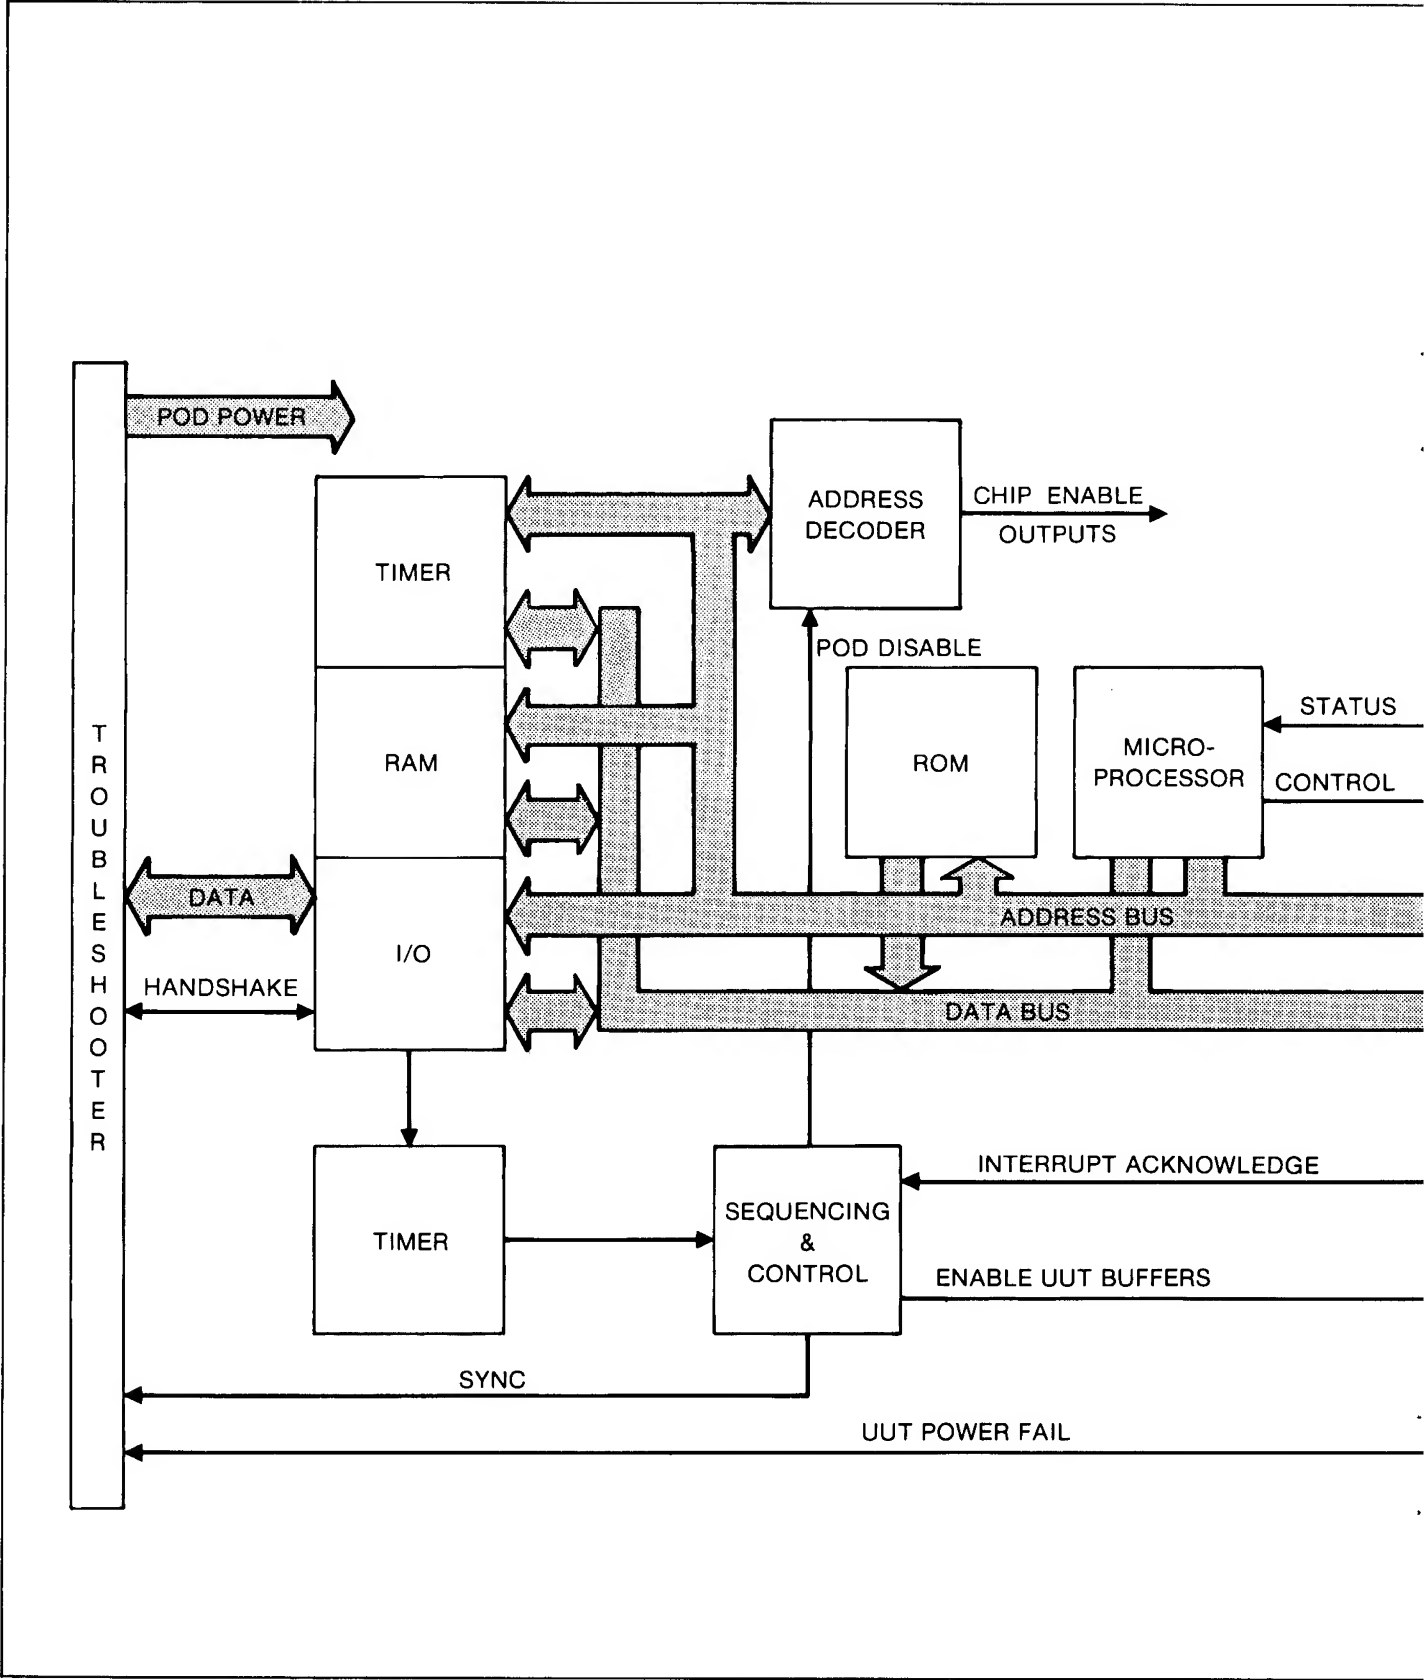 POD POWER
TIMER
ADDRESS
DECODER
CHIP ENABLE
OUTPUTS
POD DISABLE
RAM
ROM
MICRO-
PROCESSOR
STATUS
CONTROL
TROUBLESHOOTER
DATA
I/O
ADDRESS BUS
HANDSHAKE
DATA BUS
TIMER
SEQUENCING
&
CONTROL
INTERRUPT ACKNOWLEDGE
ENABLE UUT BUFFERS
SYNC
UUT POWER FAIL